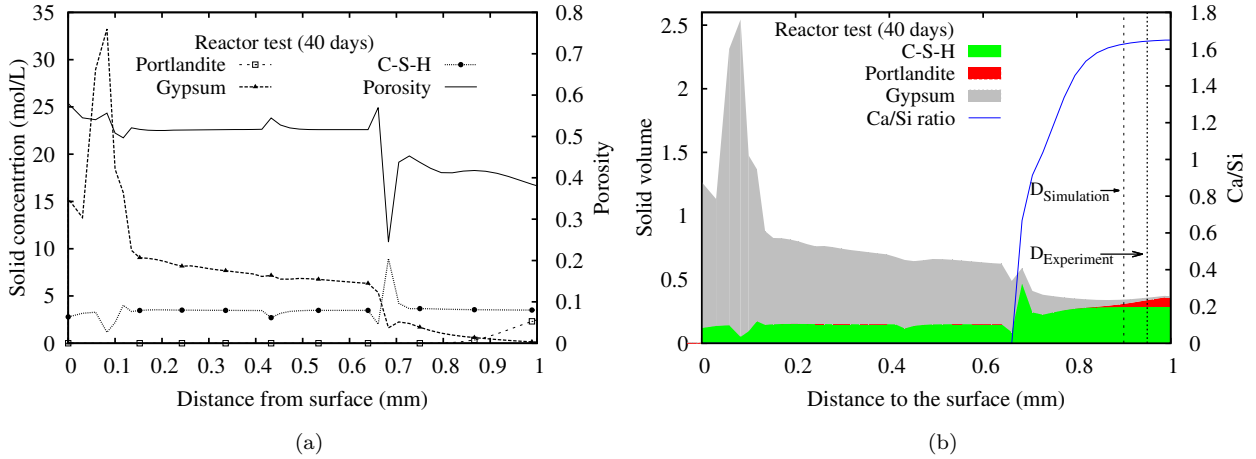 Solid concentrtion (mol/L)
35
30
25
20
15
10
5
0
Reactor test (40 days)
Portlandite
Gypsum
C-S-H
Porosity
0.8
0.7
0.6
0.5
0.4
0.3
0.2
0.1
0
Porosity
0 0.1 0.2 0.3 0.4 0.5 0.6 0.7 0.8 0.9 1
Distance from surface (mm)
(a)
Solid volume
2.5
2
1.5
1
0.5
0
Reactor test (40 days)
C-S-H
Portlandite
Gypsum
Ca/Si ratio
DSimulation
DExperiment
1.8
1.6
1.4
1.2
1
0.8
0.6
0.4
0.2
0
Ca/Si
0 0.2 0.4 0.6 0.8 1
Distance to the surface (mm)
(b)